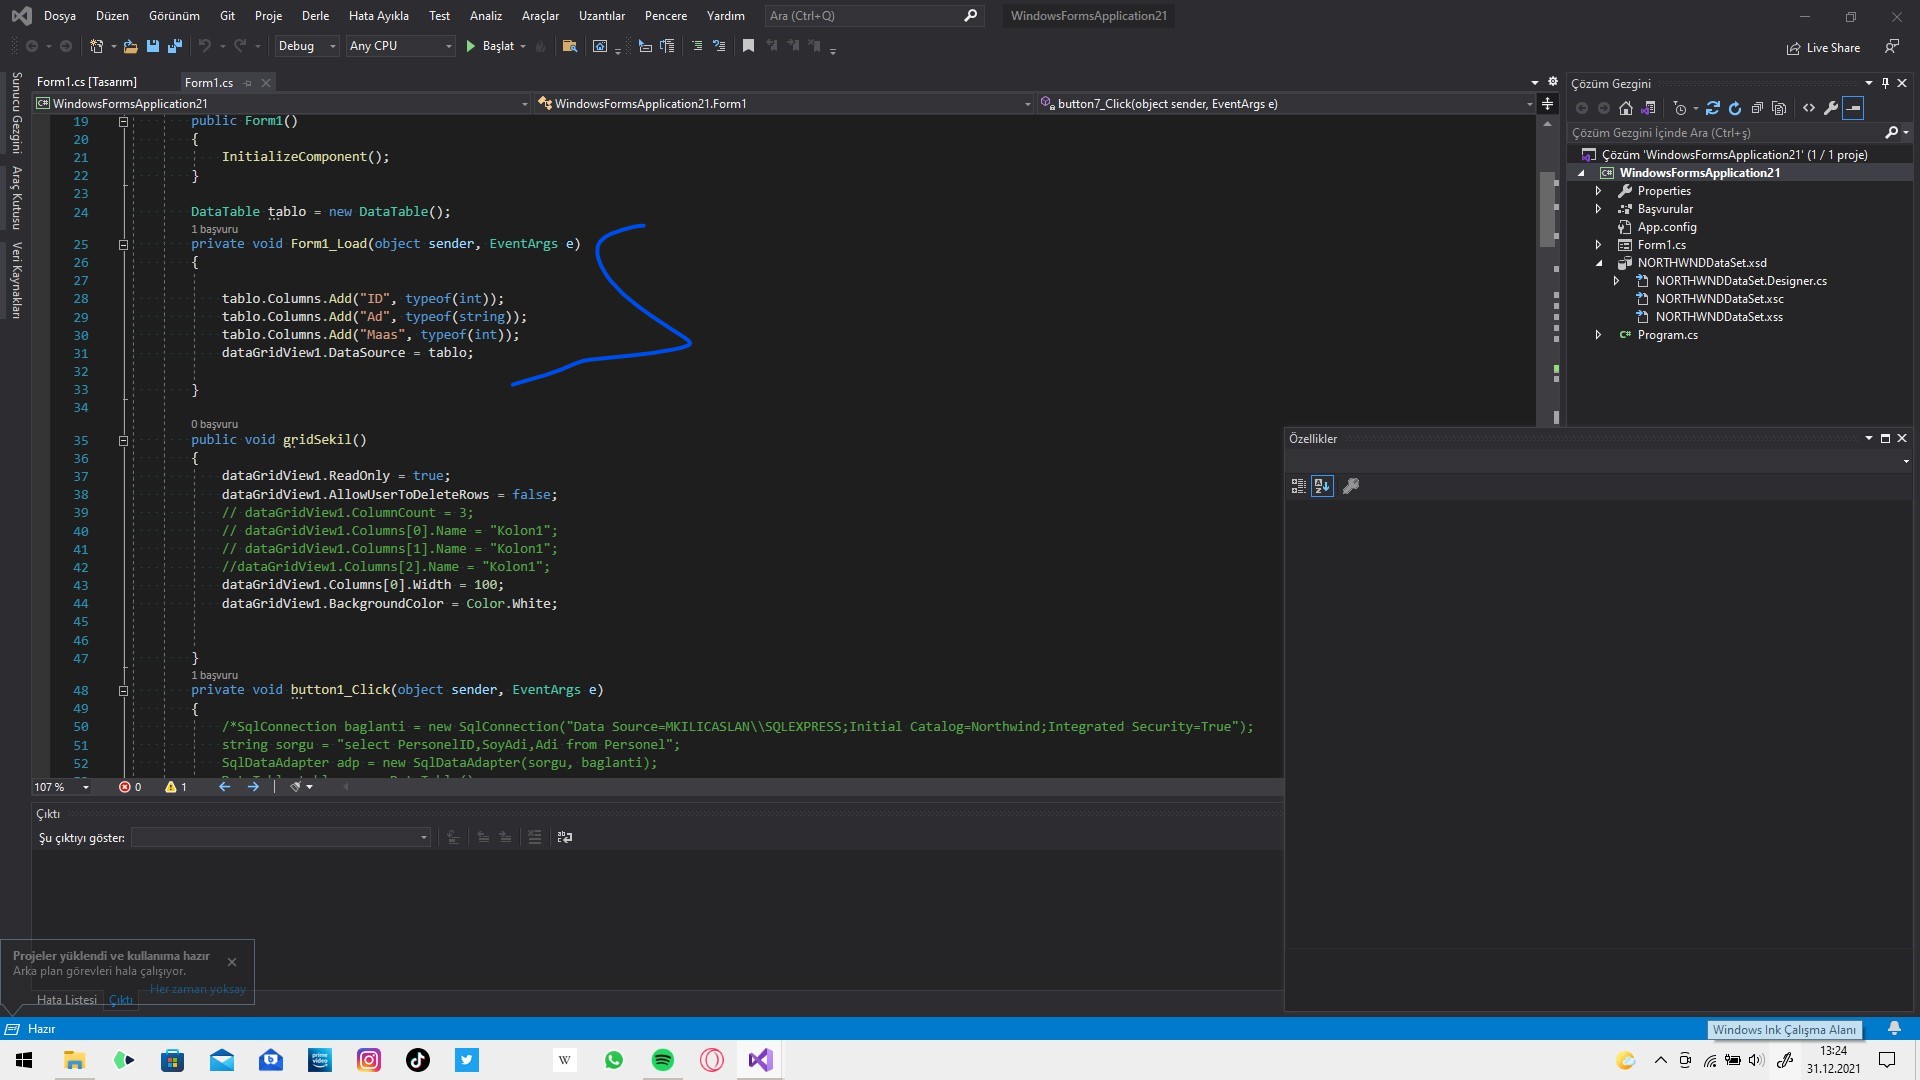 Dosya Düzen Görünüm Git Proje Derle Hata Ayıkla Test Analiz Araçlar Uzantılar Pencere Yardım Ara (Ctrl+Q) WindowsFormsApplication21
Debug Any CPU Başlat Live Share
Sunucu Gezgini
Araç Kutusu
Veri Kaynakları
Form1.cs [Tasarım] Form1.cs
WindowsFormsApplication21 WindowsFormsApplication21.Form1 button7_Click(object sender, EventArgs e)
19 public Form1()
20 {
21 InitializeComponent();
22 }
23
24 DataTable tablo = new DataTable();
1 başvuru
25 private void Form1_Load(object sender, EventArgs e)
26 {
27
28 tablo.Columns.Add("ID", typeof(int));
29 tablo.Columns.Add("Ad", typeof(string));
30 tablo.Columns.Add("Maas", typeof(int));
31 dataGridView1.DataSource = tablo;
32
33 }
34
0 başvuru
35 public void gridSekil()
36 {
37 dataGridView1.ReadOnly = true;
38 dataGridView1.AllowUserToDeleteRows = false;
39 // dataGridView1.ColumnCount = 3;
40 // dataGridView1.Columns[0].Name = "Kolon1";
41 // dataGridView1.Columns[1].Name = "Kolon1";
42 //dataGridView1.Columns[2].Name = "Kolon1";
43 dataGridView1.Columns[0].Width = 100;
44 dataGridView1.BackgroundColor = Color.White;
45
46
47 }
1 başvuru
48 private void button1_Click(object sender, EventArgs e)
49 {
50 /*SqlConnection baglanti = new SqlConnection("Data Source=MKILICASLAN\\SQLEXPRESS;Initial Catalog=Northwind;Integrated Security=True");
51 string sorgu = "select PersonelID,SoyAdi,Adi from Personel";
52 SqlDataAdapter adp = new SqlDataAdapter(sorgu, baglanti);
107 % 0 1
Çıktı
Şu çıktıyı göster:
Projeler yüklendi ve kullanıma hazır
Arka plan görevleri hala çalışıyor.
Her zaman yoksay
Hata Listesi Çıktı
Çözüm Gezgini
Çözüm Gezgini İçinde Ara (Ctrl+ş)
Çözüm 'WindowsFormsApplication21' (1 / 1 proje)
WindowsFormsApplication21
Properties
Başvurular
App.config
Form1.cs
NORTHWNDDataSet.xsd
NORTHWNDDataSet.Designer.cs
NORTHWNDDataSet.xsc
NORTHWNDDataSet.xss
Program.cs
Özellikler
Hazır
Windows Ink Çalışma Alanı
prime video
W
13:24
31.12.2021